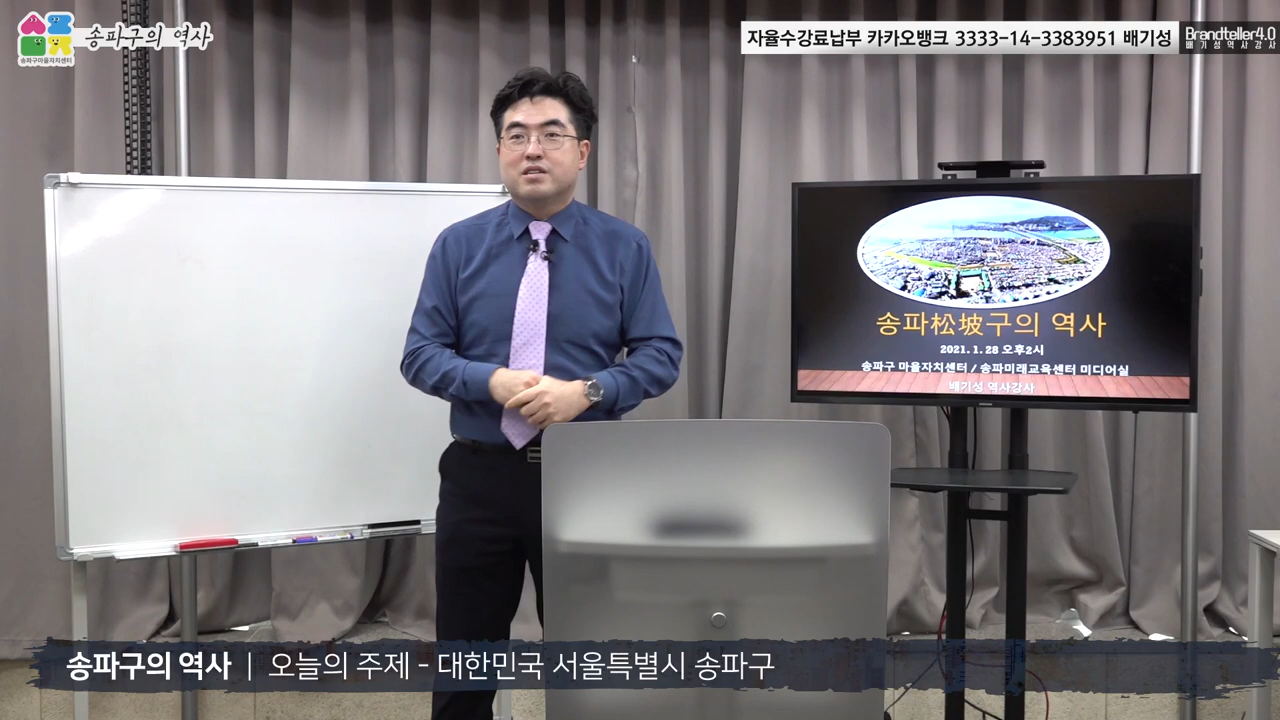 송파구의 역사
송파구마을자치센터
자율수강료납부 카카오뱅크 3333-14-3383951 배기성
Brandteller4.0
배기성역사강사
송파松坡구의 역사
2021. 1. 28 오후2시
송파구 마을자치센터 / 송파미래교육센터 미디어실
배기성 역사강사
송파구의 역사 | 오늘의 주제 - 대한민국 서울특별시 송파구